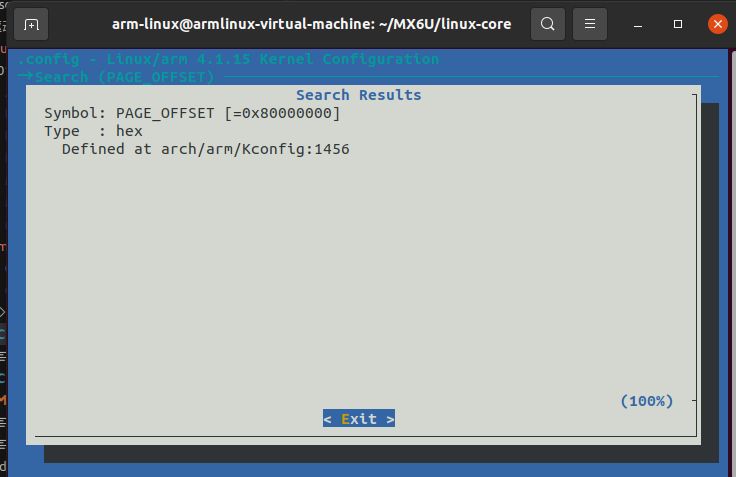 arm-linux@armlinux-virtual-machine: ~/MX6U/linux-core
.config - Linux/arm 4.1.15 Kernel Configuration
→Search (PAGE_OFFSET)
Search Results
Symbol: PAGE_OFFSET [=0x80000000]
Type  : hex
Defined at arch/arm/Kconfig:1456
(100%)
< Exit >